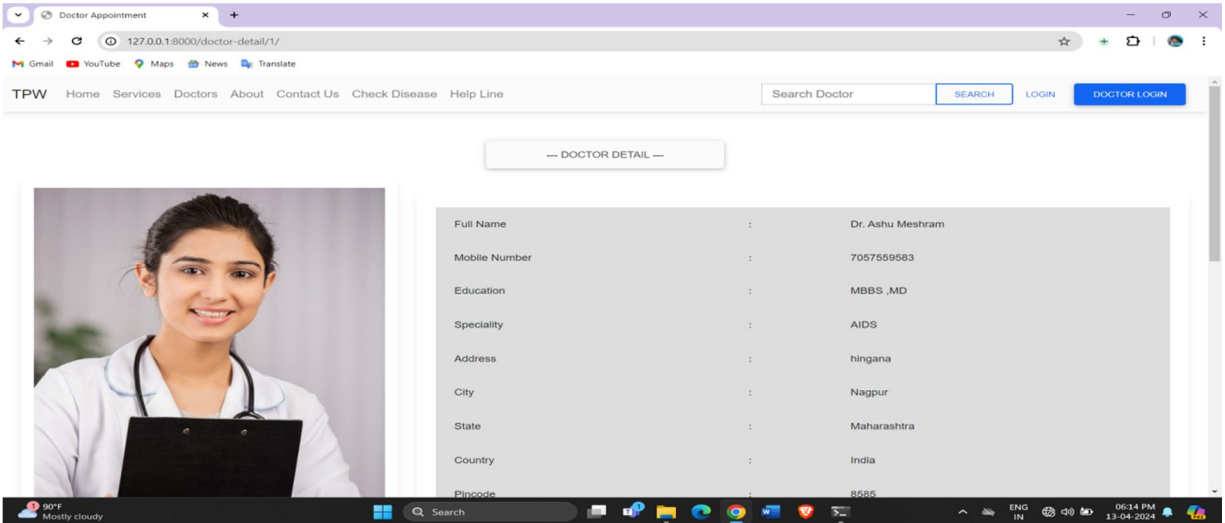 Doctor Appointment
127.0.0.1:8000/doctor-detail/1/
Gmail YouTube Maps News Translate
TPW Home Services Doctors About Contact Us Check Disease Help Line Search Doctor SEARCH LOGIN DOCTOR LOGIN
--- DOCTOR DETAIL ---
Full Name : Dr. Ashu Meshram
Mobile Number : 7057559583
Education : MBBS ,MD
Speciality : AIDS
Address : hingana
City : Nagpur
State : Maharashtra
Country : India
Pincode : 8585
1 90°F Search ENG 06:14 PM
Mostly cloudy IN 13-04-2024